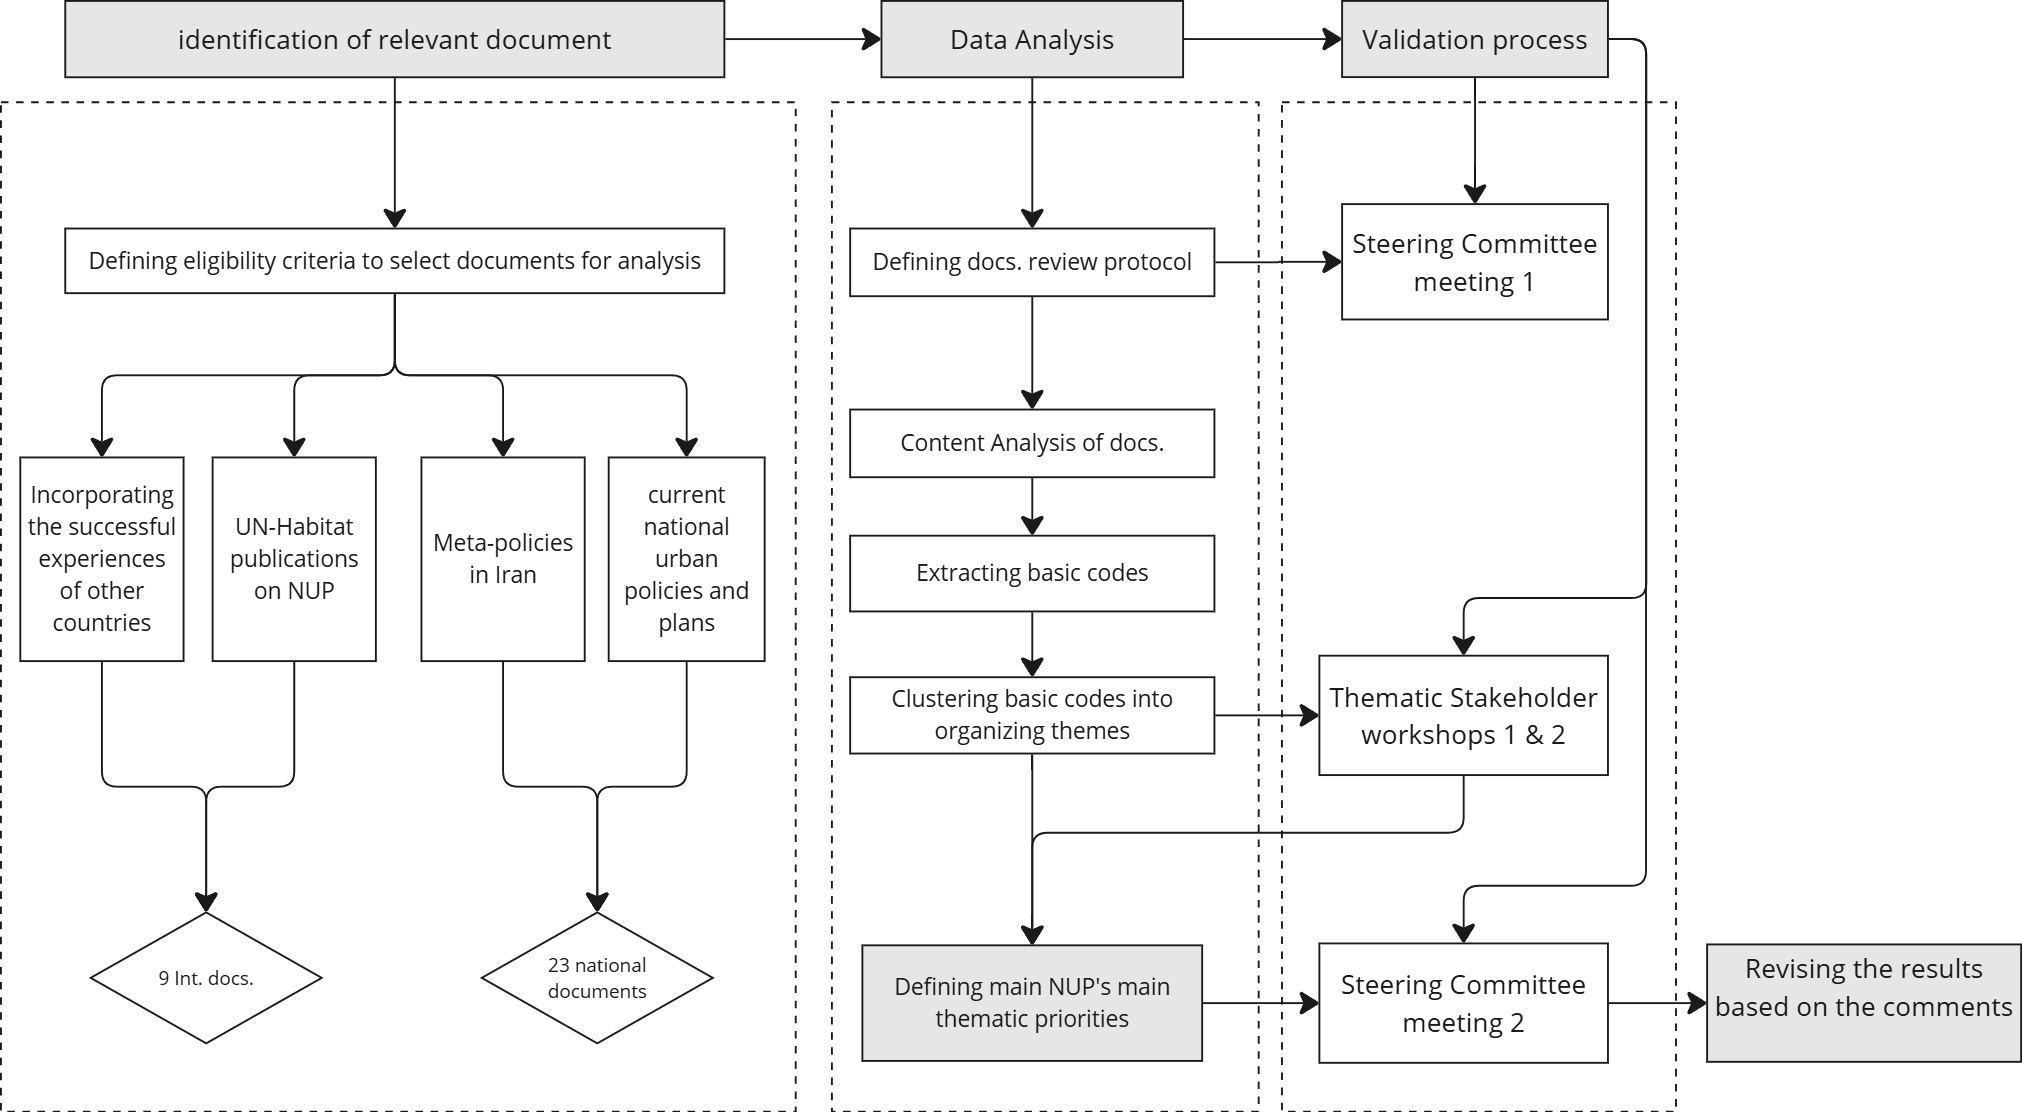 identification of relevant document
Data Analysis
Validation process
Defining eligibility criteria to select documents for analysis
Incorporating
the successful
experiences
of other
countries
UN-Habitat
publications
on NUP
Meta-policies
in Iran
current
national
urban
policies and
plans
9 Int. docs.
23 national
documents
Defining docs. review protocol
Content Analysis of docs.
Extracting basic codes
Clustering basic codes into
organizing themes
Defining main NUP's main
thematic priorities
Steering Committee
meeting 1
Thematic Stakeholder
workshops 1 & 2
Steering Committee
meeting 2
Revising the results
based on the comments